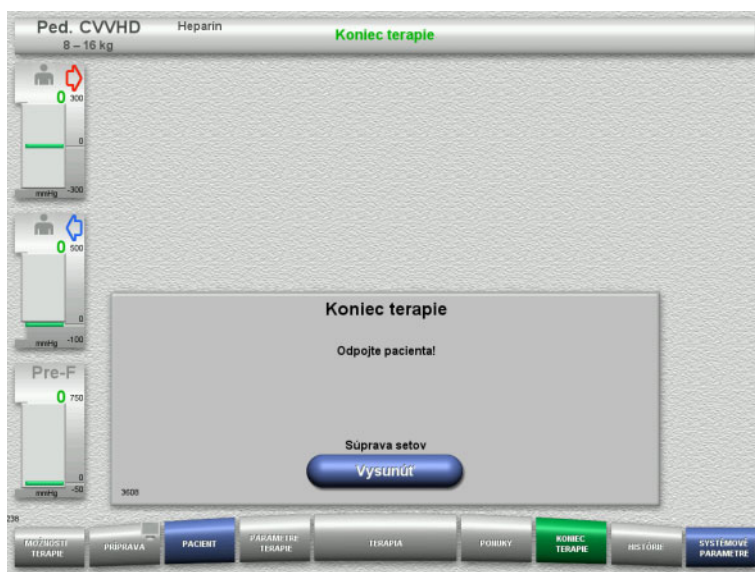 Ped. CVVHD
Heparin
Koniec terapie
8 – 16 kg
0
300
0
mmHg
-300
0
500
0
mmHg
-100
Pre-F
0
750
0
mmHg
-50
Koniec terapie
Odpojte pacienta!
Súprava setov
Vysunúť
3608
238
MOŽNOSTI
TERAPIE
PRÍPRAVA
PACIENT
PARAMETRE
TERAPIE
TERAPIA
PONUKY
KONIEC
TERAPIE
HISTÓRIE
SYSTÉMOVÉ
PARAMETRE